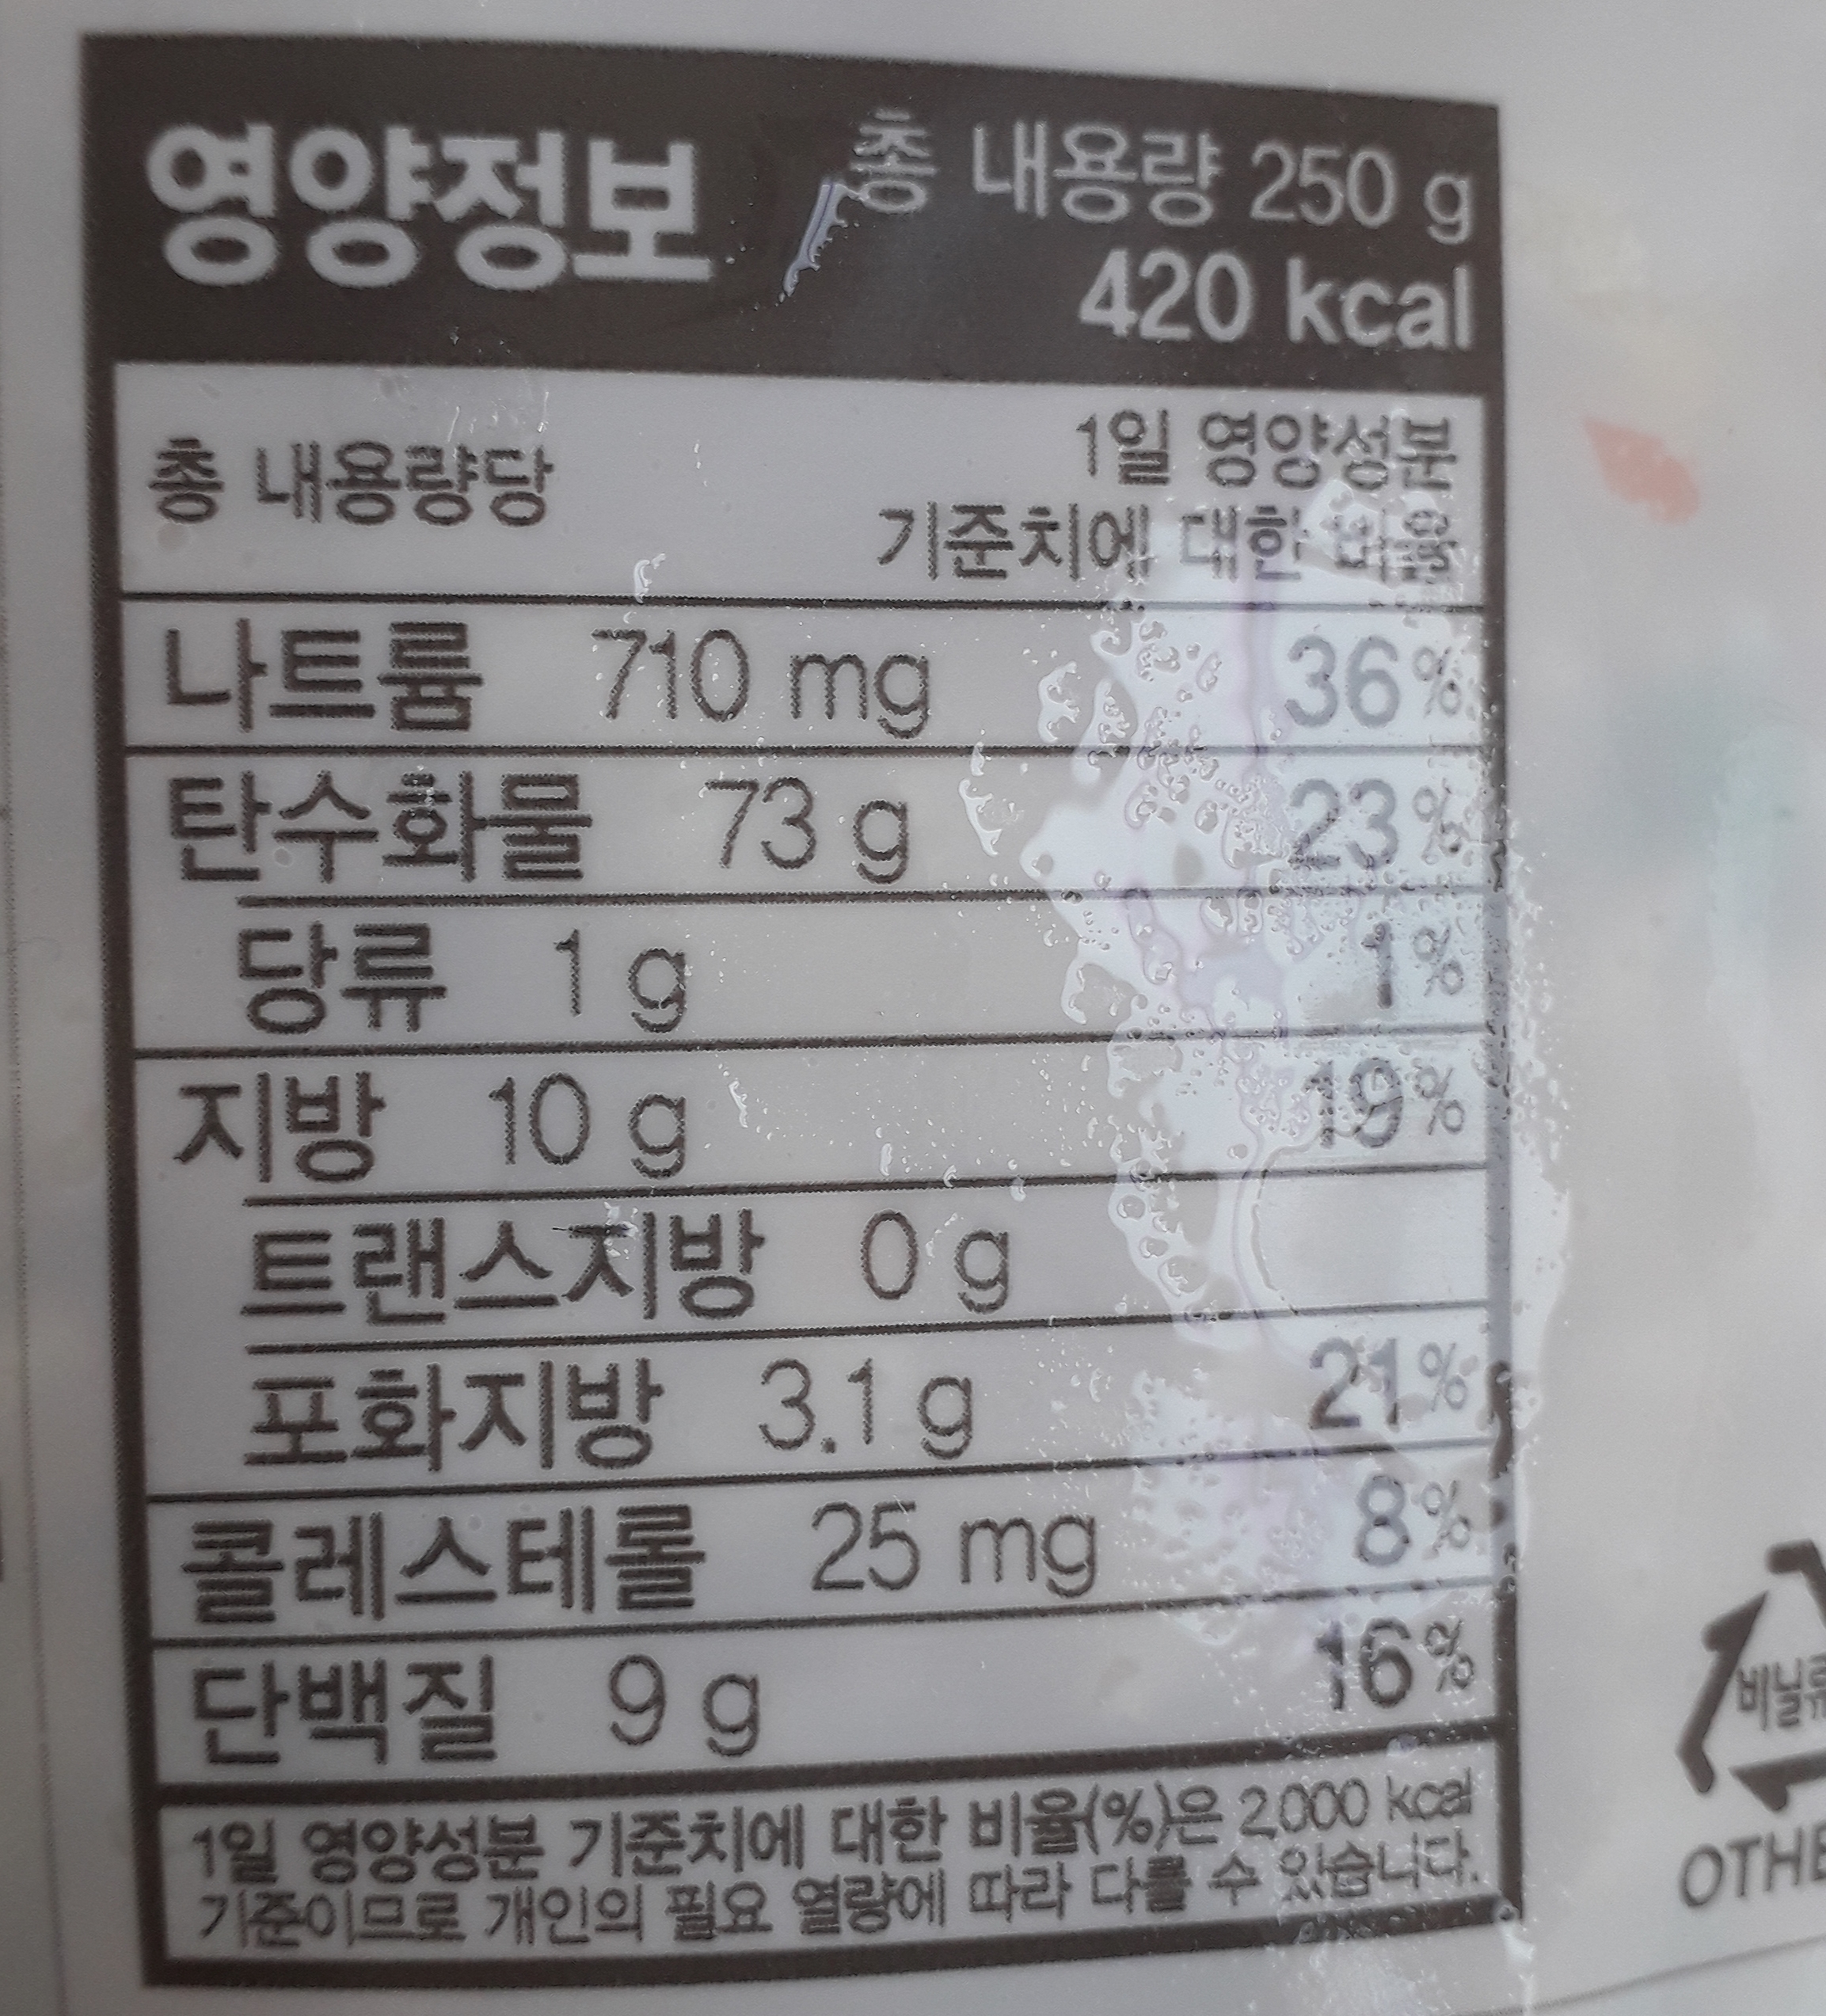 영양정보 총 내용량 250 g
420 kcal
총 내용량당
1일 영양성분
기준치에 대한 비율
나트륨 710 mg 36%
탄수화물 73 g 23%
당류 1 g 1%
지방 10 g 19%
트랜스지방 0 g
포화지방 3.1 g 21%
콜레스테롤 25 mg 8%
단백질 9 g 16%
1일 영양성분 기준치에 대한 비율(%)은 2,000 kcal
기준이므로 개인의 필요 열량에 따라 다를 수 있습니다.
비닐류
OTHE